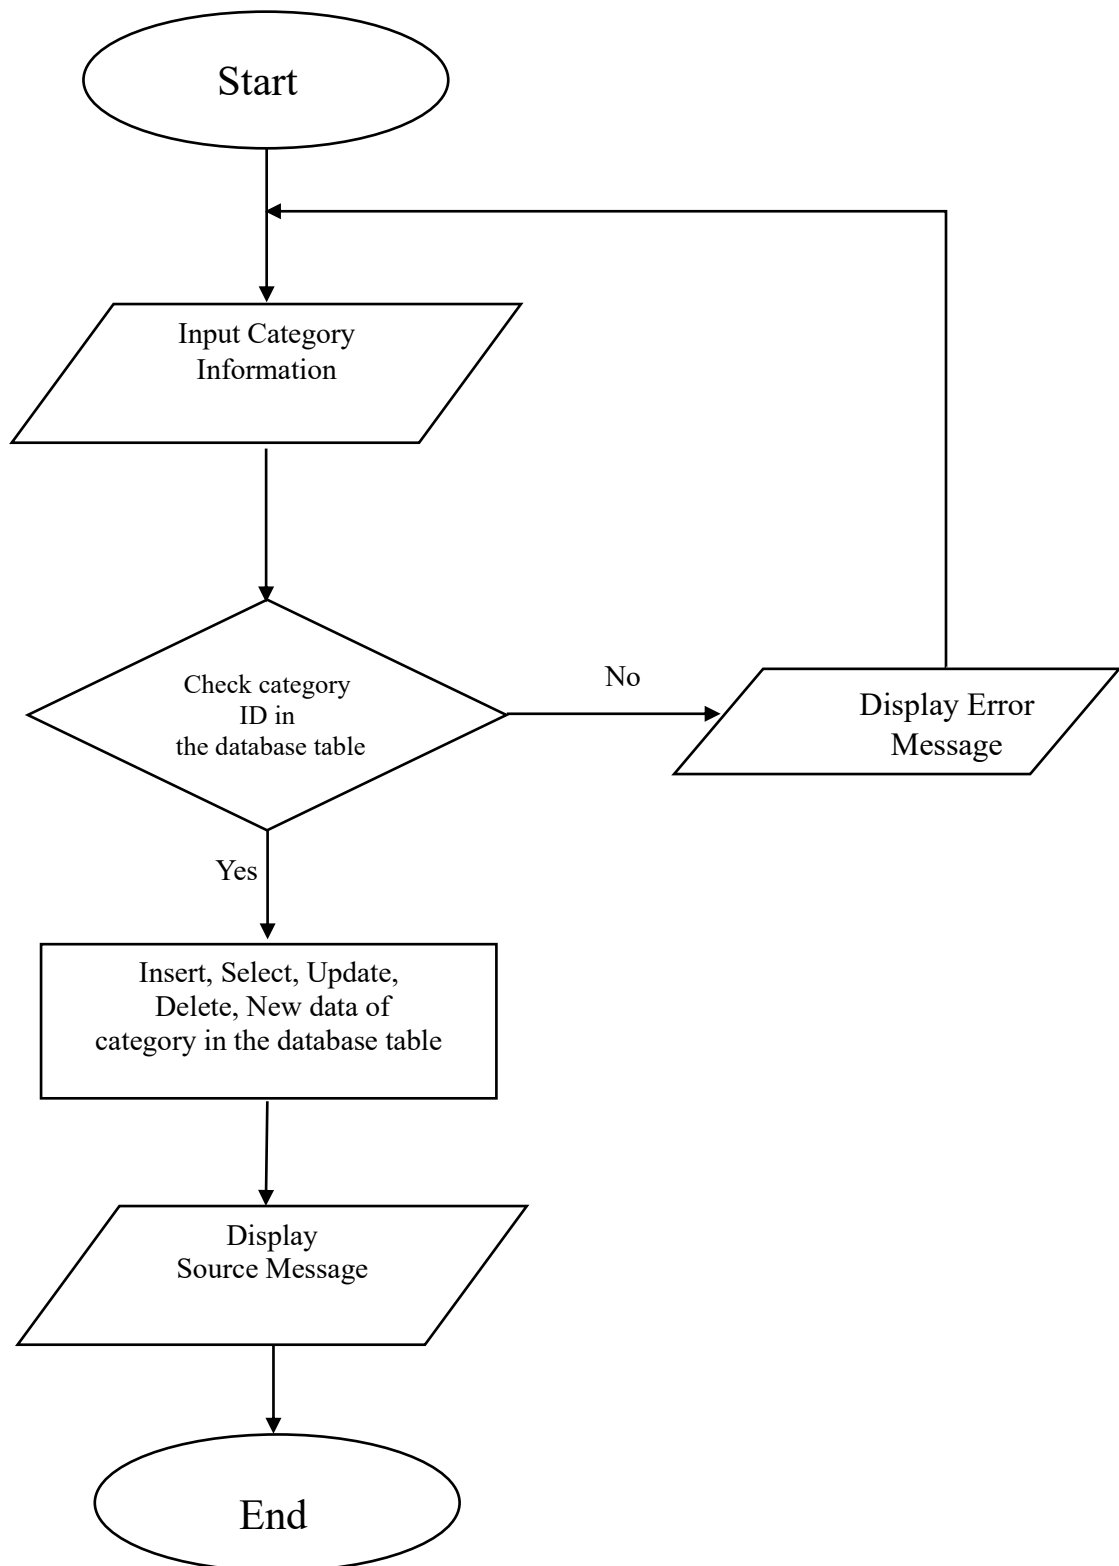 Start
Input Category
Information
Check category
ID in
the database table
No
Display Error
Message
Yes
Insert, Select, Update,
Delete, New data of
category in the database table
Display
Source Message
End